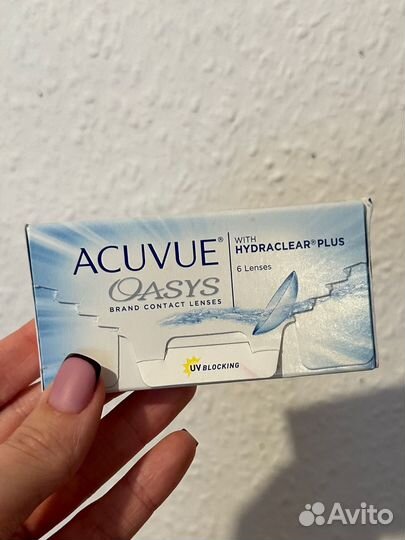 ACUVUE®
OASYS
BRAND CONTACT LENSES
WITH
HYDRACLEAR® PLUS
6 Lenses
UV BLOCKING
Avito